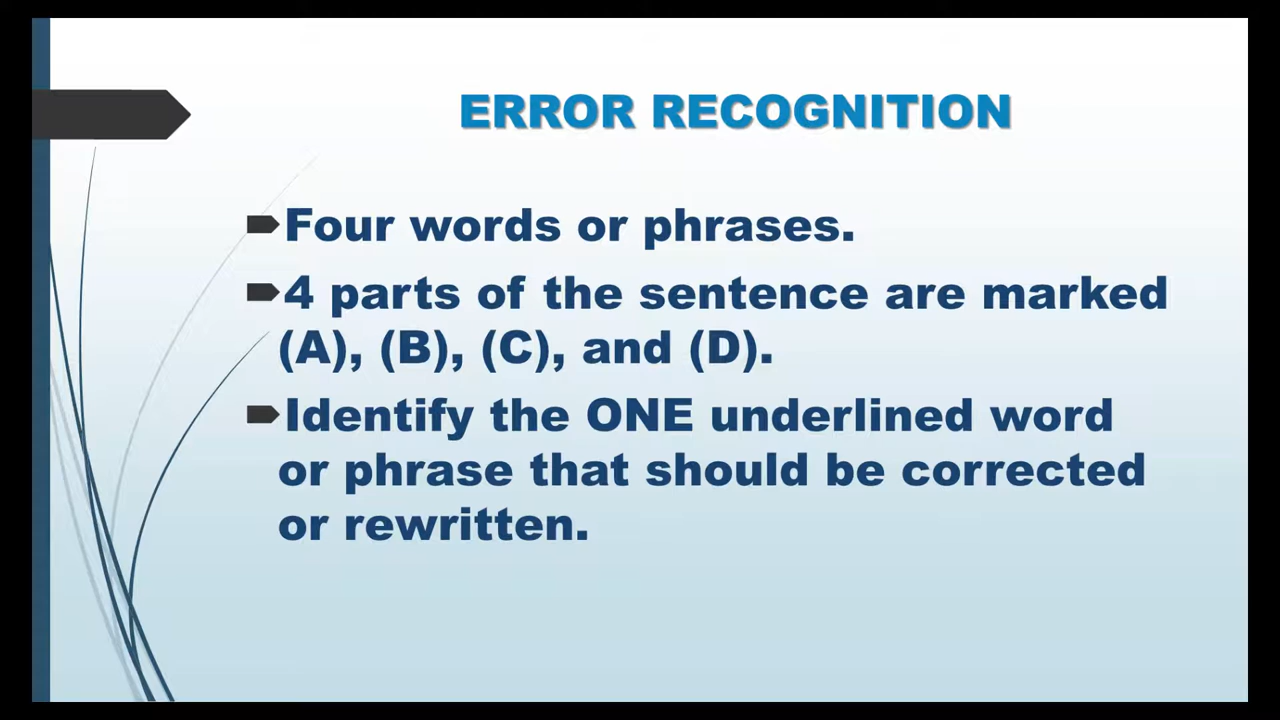 ERROR RECOGNITION
Four words or phrases.
4 parts of the sentence are marked
(A), (B), (C), and (D).
Identify the ONE underlined word
or phrase that should be corrected
or rewritten.